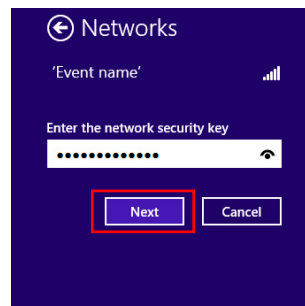 Networks
'Event name'
Enter the network security key
•••••••••••••
Next Cancel